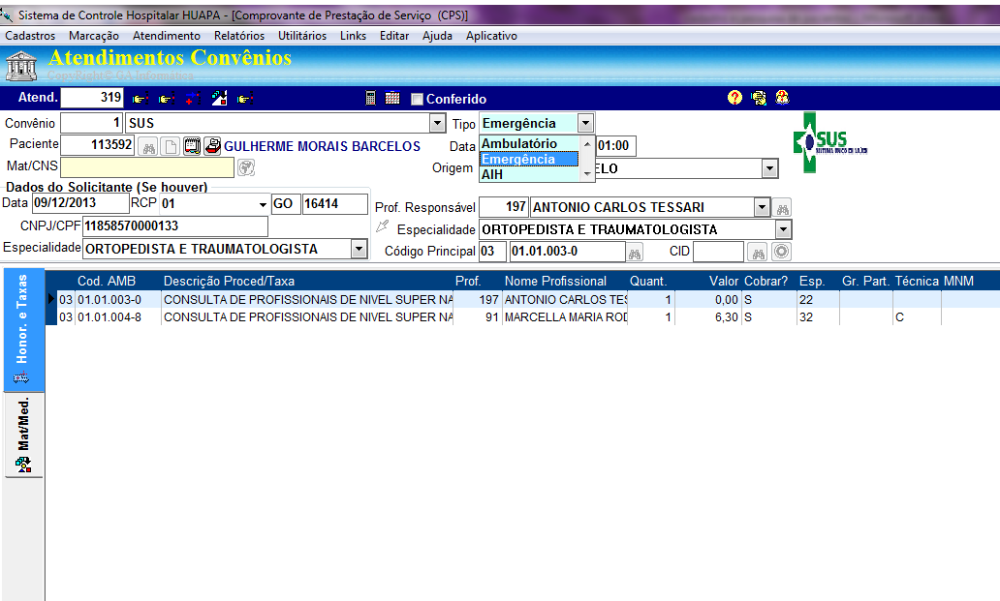 Sistema de Controle Hospitalar HUAPA - [Comprovante de Prestação de Serviço (CPS)]
Cadastros Marcação Atendimento Relatórios Utilitários Links Editar Ajuda Aplicativo
Atendimentos Convênios
CopyRight© GA Informática
Atend. 319 Conferido
Convênio 1 SUS Tipo Emergência
Paciente 113592 GULHERME MORAIS BARCELOS Data 01:00
Ambulatório
Emergência
AIH
Mat/CNS Origem ELO
SUS
SISTEMA ÚNICO DE SAÚDE
Dados do Solicitante (Se houver)
Data 09/12/2013 RCP 01 GO 16414 Prof. Responsável 197 ANTONIO CARLOS TESSARI
CNPJ/CPF 11858570000133 Especialidade ORTOPEDISTA E TRAUMATOLOGISTA
Especialidade ORTOPEDISTA E TRAUMATOLOGISTA Código Principal 03 01.01.003-0 CID
Cod. AMB Descrição Proced/Taxa Prof. Nome Profissional Quant. Valor Cobrar? Esp. Gr. Part. Técnica MNM
03 01.01.003-0 CONSULTA DE PROFISSIONAIS DE NIVEL SUPER NA 197 ANTONIO CARLOS TES 1 0,00 S 22
03 01.01.004-8 CONSULTA DE PROFISSIONAIS DE NIVEL SUPER NA 91 MARCELLA MARIA ROD 1 6,30 S 32 C
Honor. e Taxas
Mat/Med.